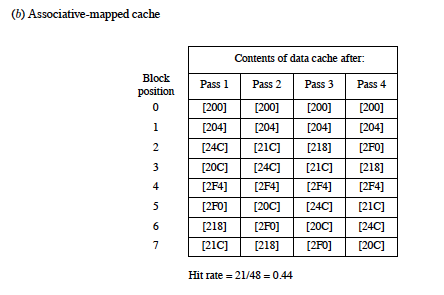 (b) Associative-mapped cache
Contents of data cache after:
Block position Pass 1 Pass 2 Pass 3 Pass 4
0 [200] [200] [200] [200]
1 [204] [204] [204] [204]
2 [24C] [21C] [218] [2F0]
3 [20C] [24C] [21C] [218]
4 [2F4] [2F4] [2F4] [2F4]
5 [2F0] [20C] [24C] [21C]
6 [218] [2F0] [20C] [24C]
7 [21C] [218] [2F0] [20C]
Hit rate = 21/48 = 0.44